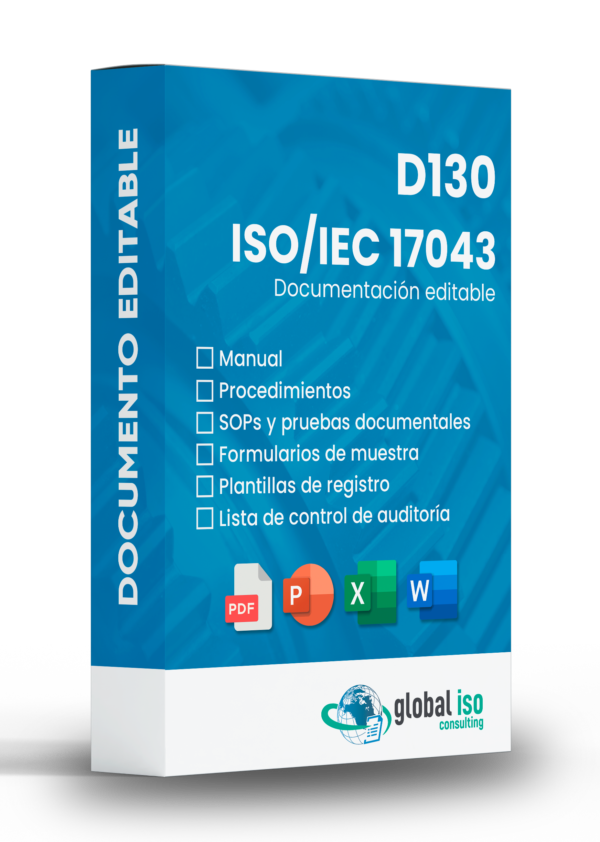 DOCUMENTO EDITABLE
D130
ISO/IEC 17043
Documentación editable
Manual
Procedimientos
SOPs y pruebas documentales
Formularios de muestra
Plantillas de registro
Lista de control de auditoría
PDF
P
X
W
global iso
consulting